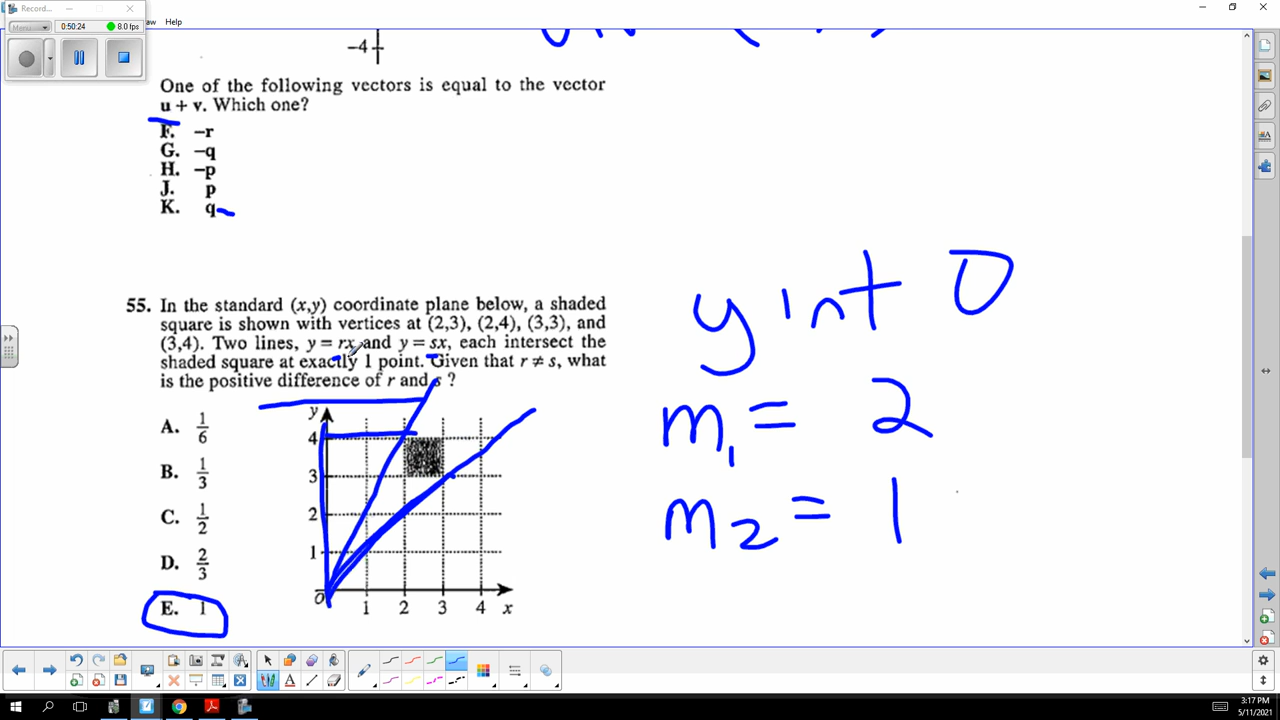 Record...
Menu
0:50:24
8.0 fps
aw Help
-4
One of the following vectors is equal to the vector
u + v. Which one?
F. -r
G. -q
H. -p
J. p
K. q
y int 0
55. In the standard (x,y) coordinate plane below, a shaded
square is shown with vertices at (2,3), (2,4), (3,3), and
(3,4). Two lines, y = rx and y = sx, each intersect the
shaded square at exactly 1 point. Given that r ≠ s, what
is the positive difference of r and s ?
m₁ = 2
m₂ = 1
A. 1/6
B. 1/3
C. 1/2
D. 2/3
E. 1
y
4
3
2
1
O 1 2 3 4 x
3:17 PM
5/11/2021